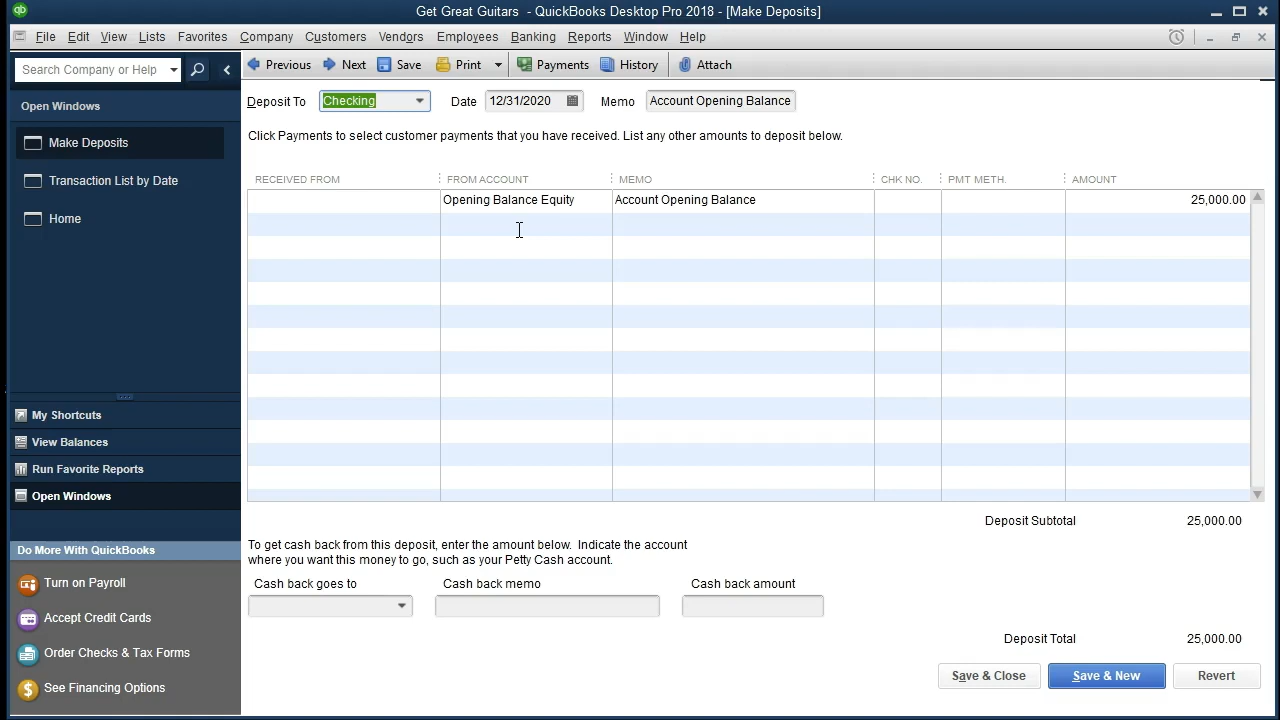 Get Great Guitars - QuickBooks Desktop Pro 2018 - [Make Deposits]
File Edit View Lists Favorites Company Customers Vendors Employees Banking Reports Window Help
Search Company or Help
Previous Next Save Print Payments History Attach
Open Windows
Make Deposits
Transaction List by Date
Home
My Shortcuts
View Balances
Run Favorite Reports
Open Windows
Do More With QuickBooks
Turn on Payroll
Accept Credit Cards
Order Checks & Tax Forms
See Financing Options
Deposit To Checking Date 12/31/2020 Memo Account Opening Balance
Click Payments to select customer payments that you have received. List any other amounts to deposit below.
RECEIVED FROM FROM ACCOUNT MEMO CHK NO. PMT METH. AMOUNT
Opening Balance Equity Account Opening Balance 25,000.00
Deposit Subtotal 25,000.00
To get cash back from this deposit, enter the amount below. Indicate the account
where you want this money to go, such as your Petty Cash account.
Cash back goes to Cash back memo Cash back amount
Deposit Total 25,000.00
Save & Close Save & New Revert